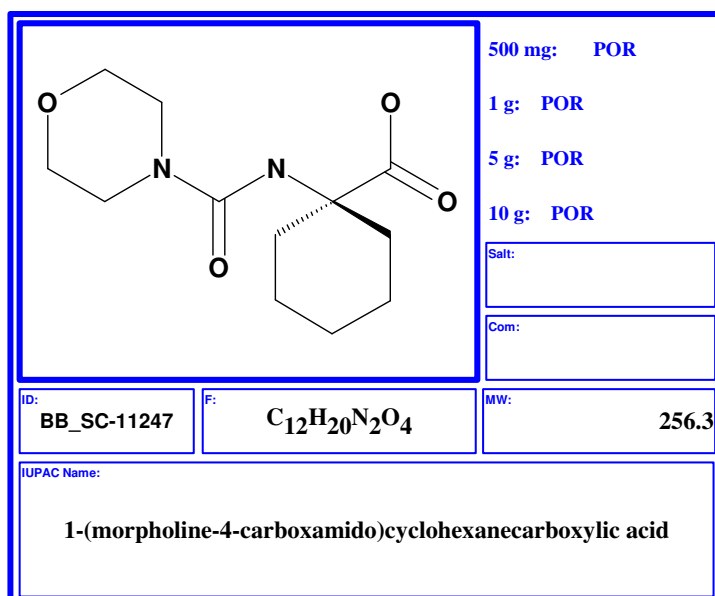 500 mg: POR
1 g: POR
5 g: POR
10 g: POR
O
O
N
N
O
O
Salt:
Com:
ID:
BB_SC-11247
F:
C12H20N2O4
MW:
256.3
IUPAC Name:
1-(morpholine-4-carboxamido)cyclohexanecarboxylic acid